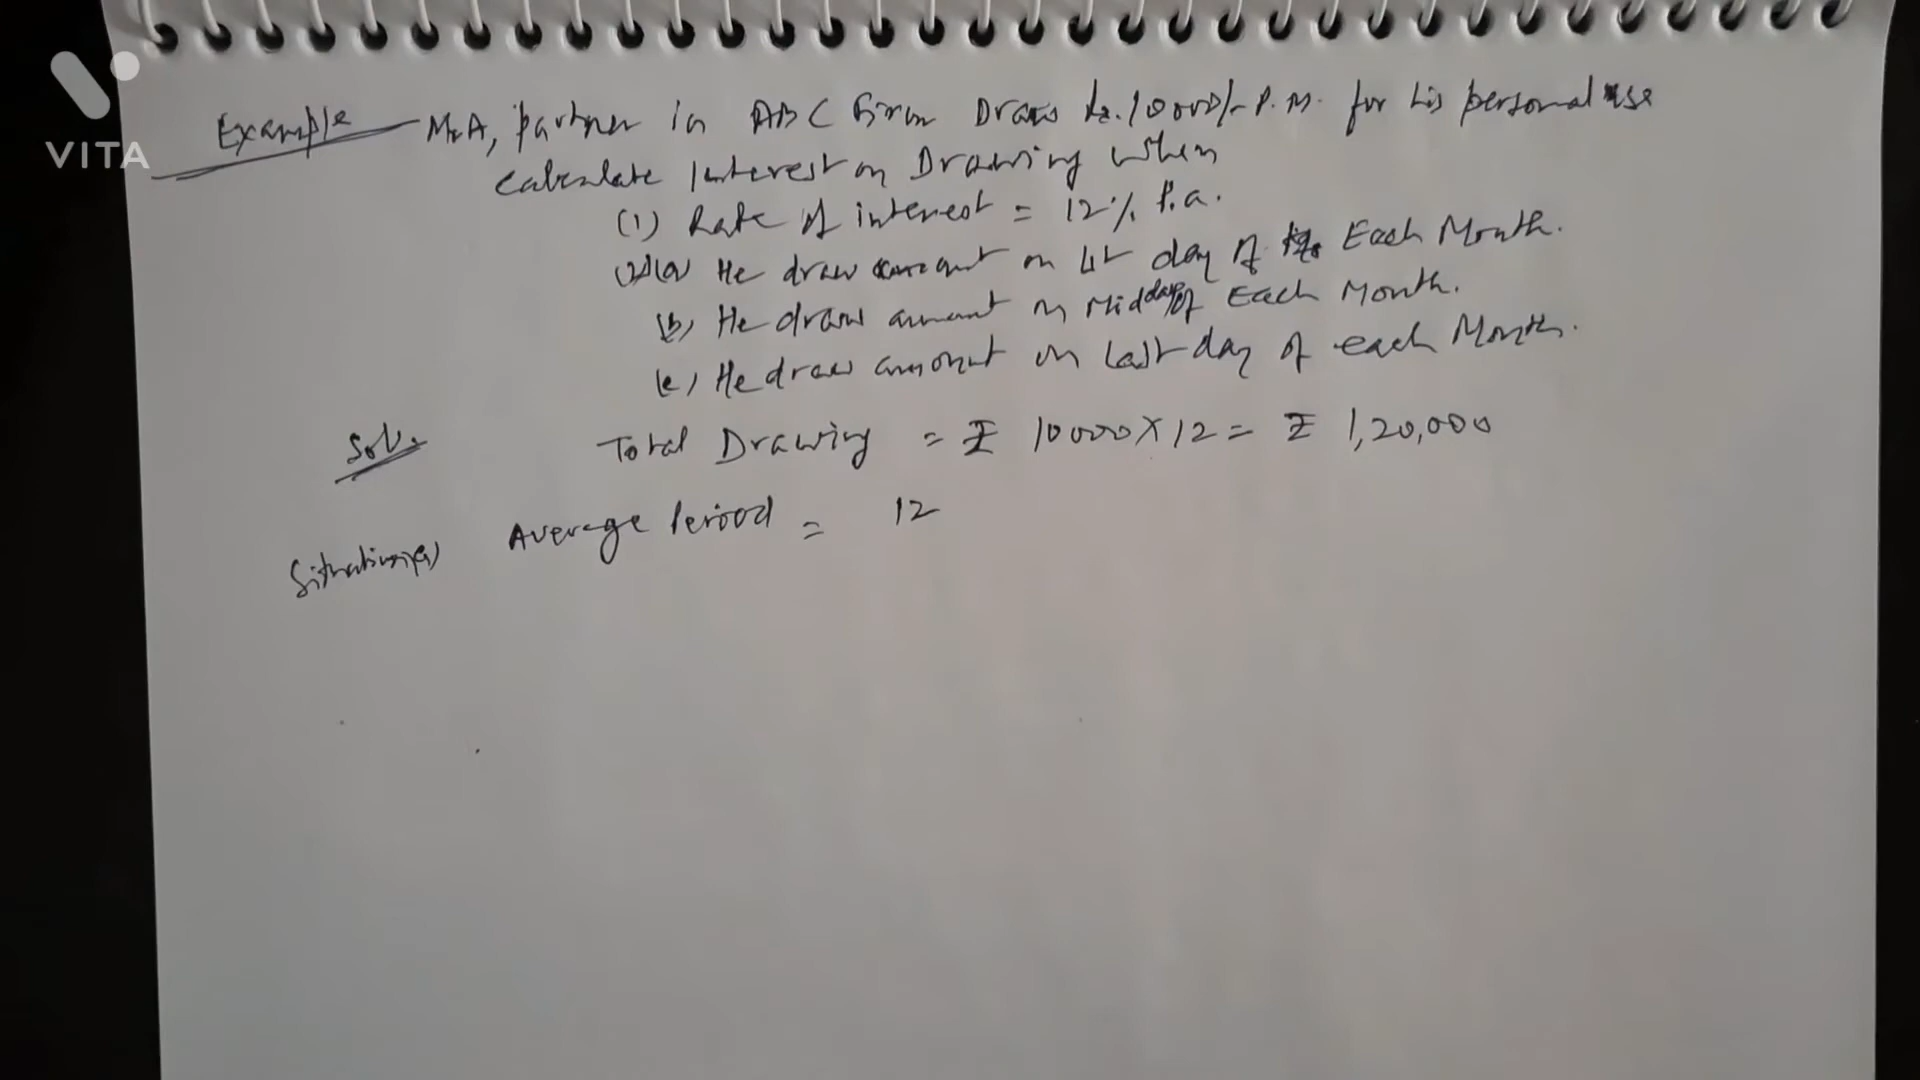 VITA
Example Mr A, partner in ABC Firm Draws Rs. 10000/- P.M. for his personal use
calculate Interest on Drawing when
(1) Rate of interest = 12% P.a.
(a) He draw amount on 1st day of Each Month.
(b) He draw amount on Mid day of Each Month.
(c) He draw amount on last day of each Month.
Sol. Total Drawing = ₹ 10000 X 12 = ₹ 1,20,000
Situation(a) Average Period = 12